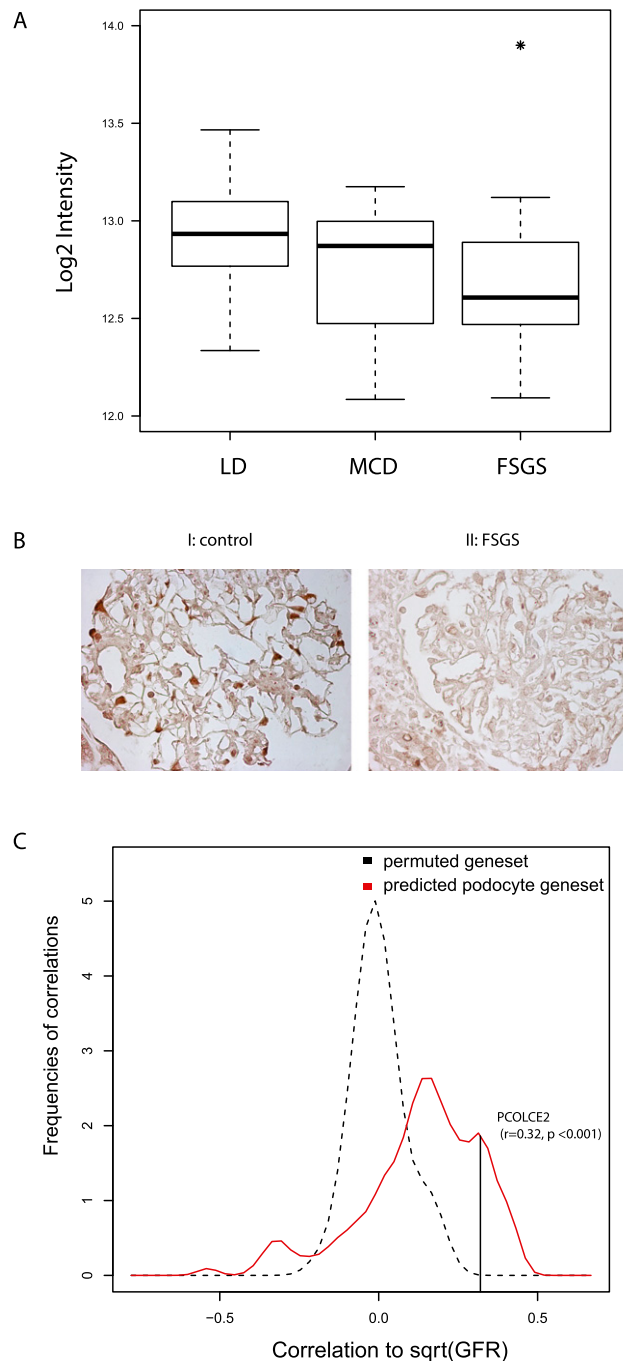 A
14.0
13.5
13.0
12.5
12.0
Log2 Intensity
LD MCD FSGS
B
I: control II: FSGS
C
permuted geneset
predicted podocyte geneset
5
4
3
2
1
0
Frequencies of correlations
PCOLCE2
(r=0.32, p <0.001)
−0.5 0.0 0.5
Correlation to sqrt(GFR)